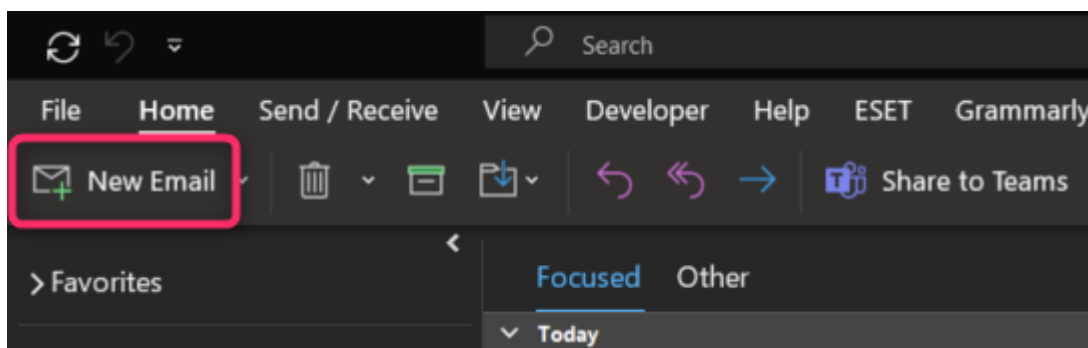 Search
File Home Send / Receive View Developer Help ESET Grammarly
New Email Share to Teams
Favorites
Focused Other
Today